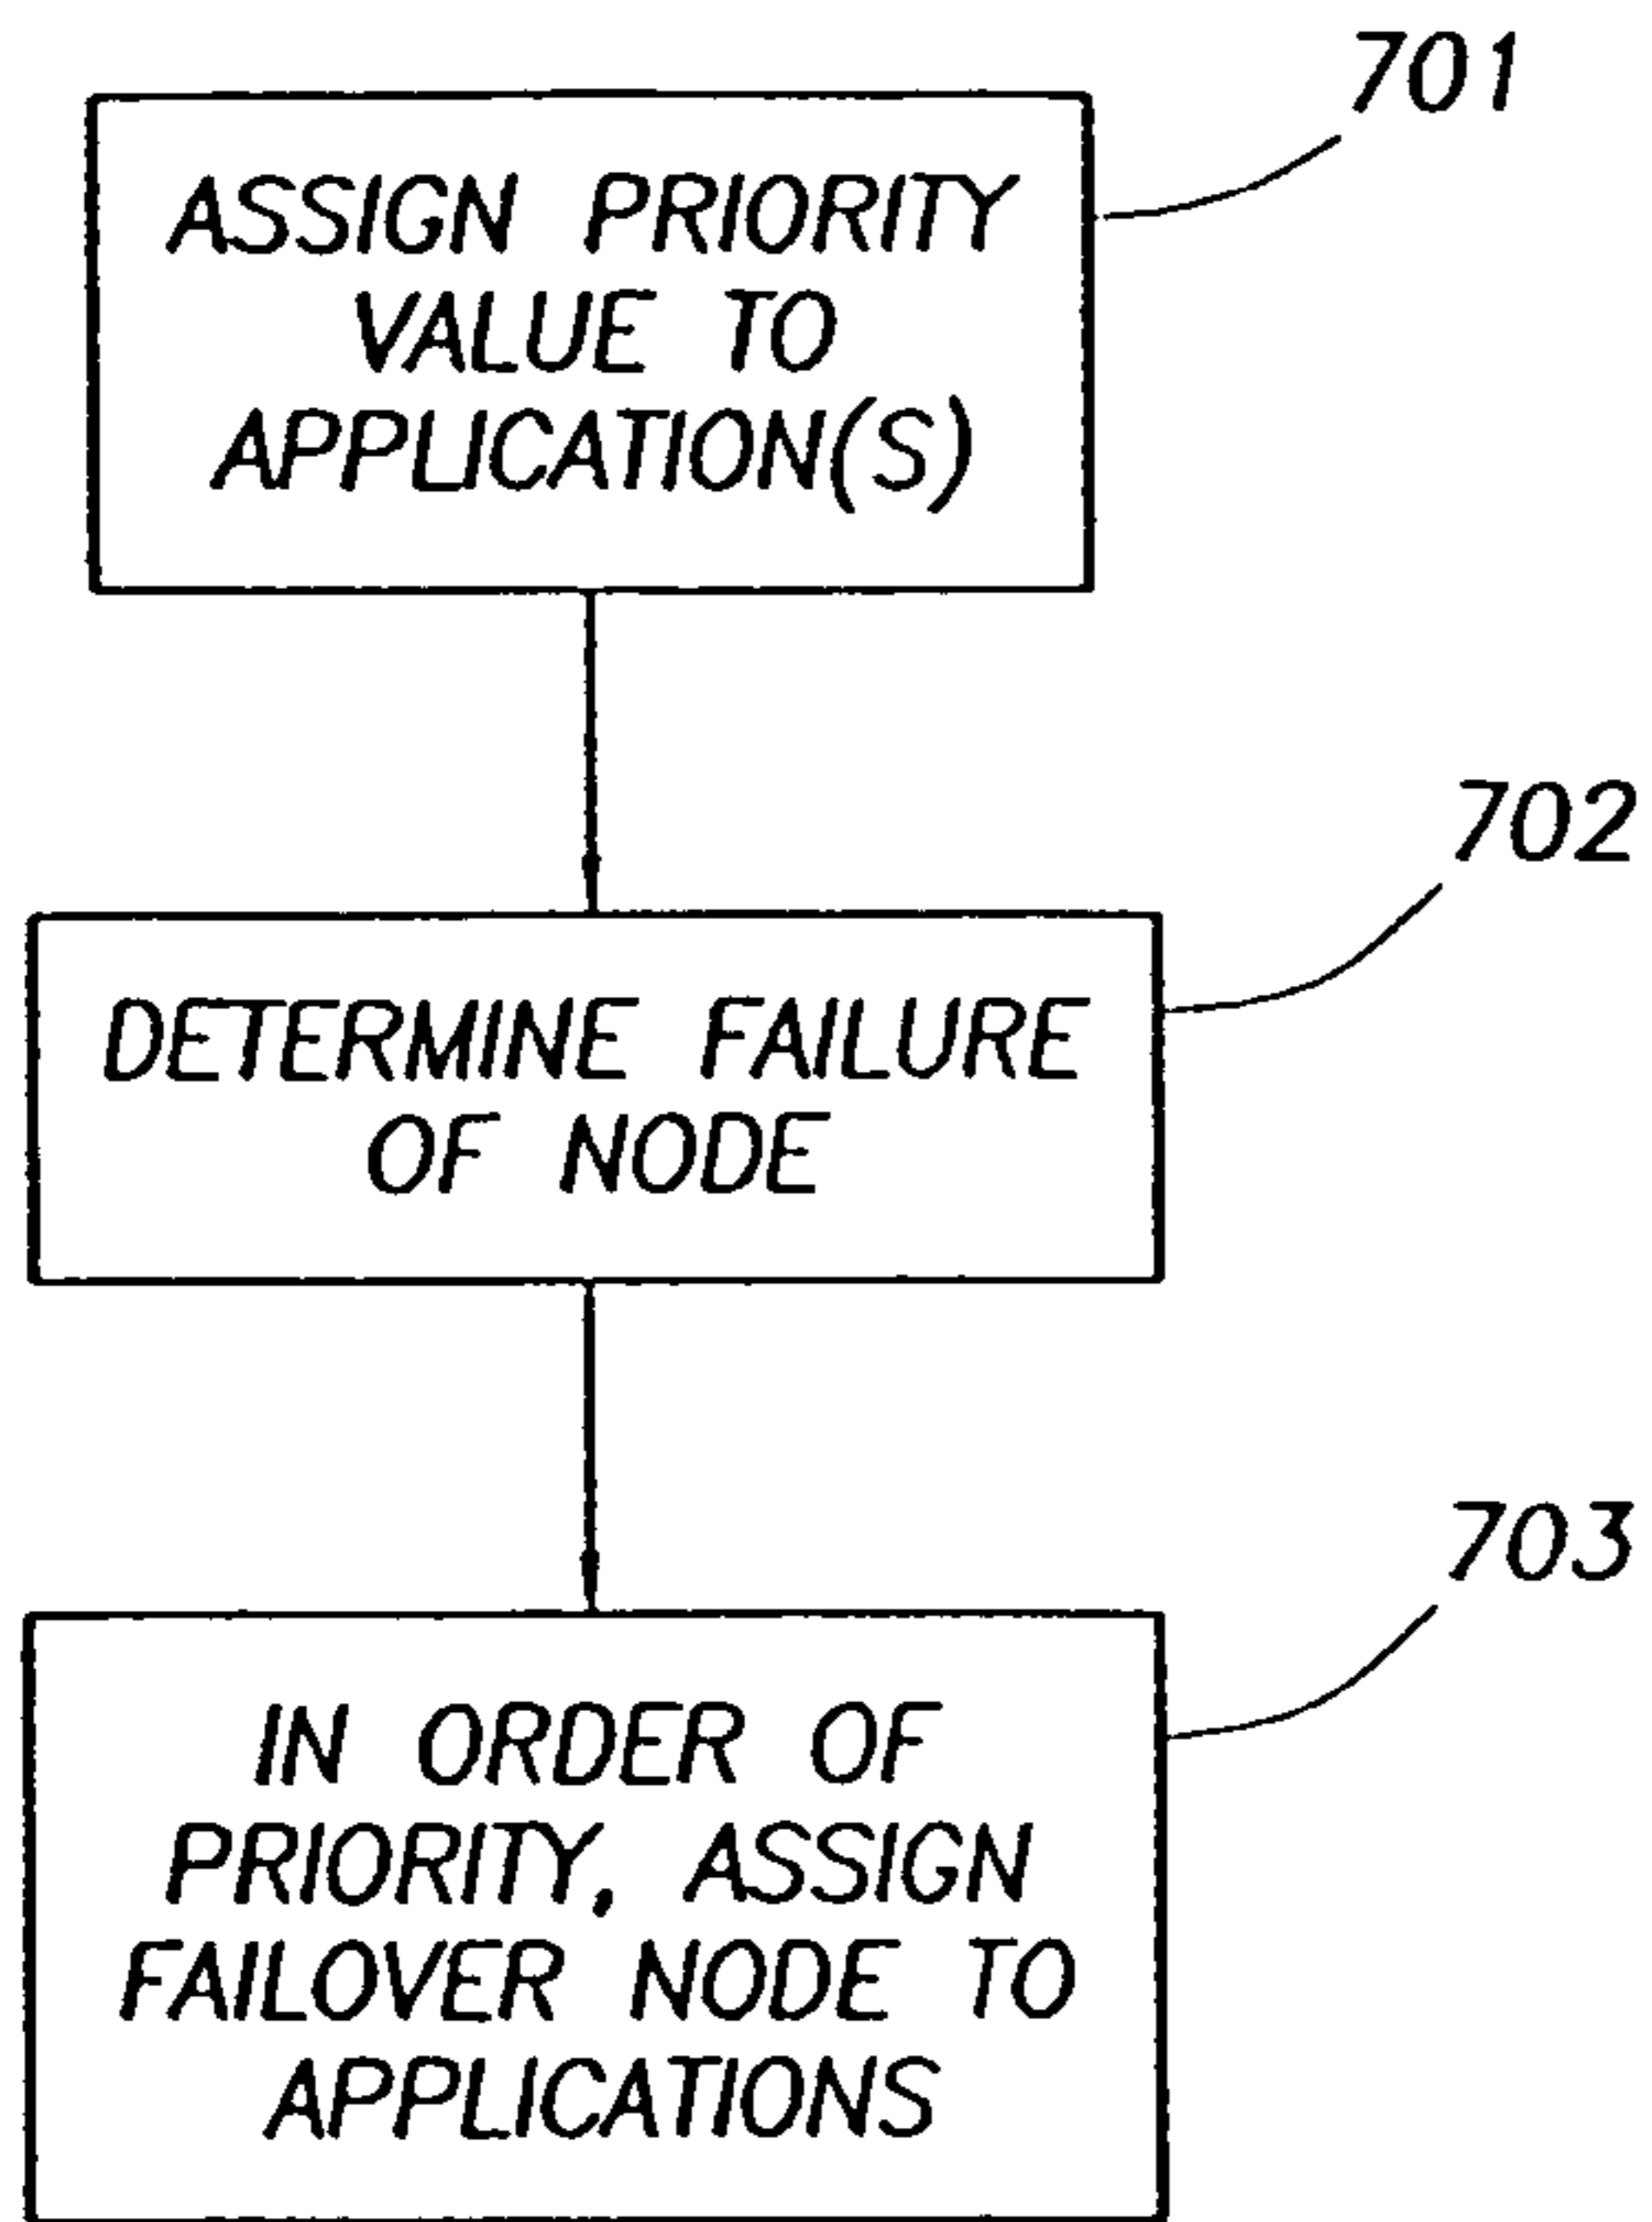 701
ASSIGN PRIORITY
VALUE TO
APPLICATION(S)
702
DETERMINE FAILURE
OF NODE
703
IN ORDER OF
PRIORITY, ASSIGN
FAILOVER NODE TO
APPLICATIONS